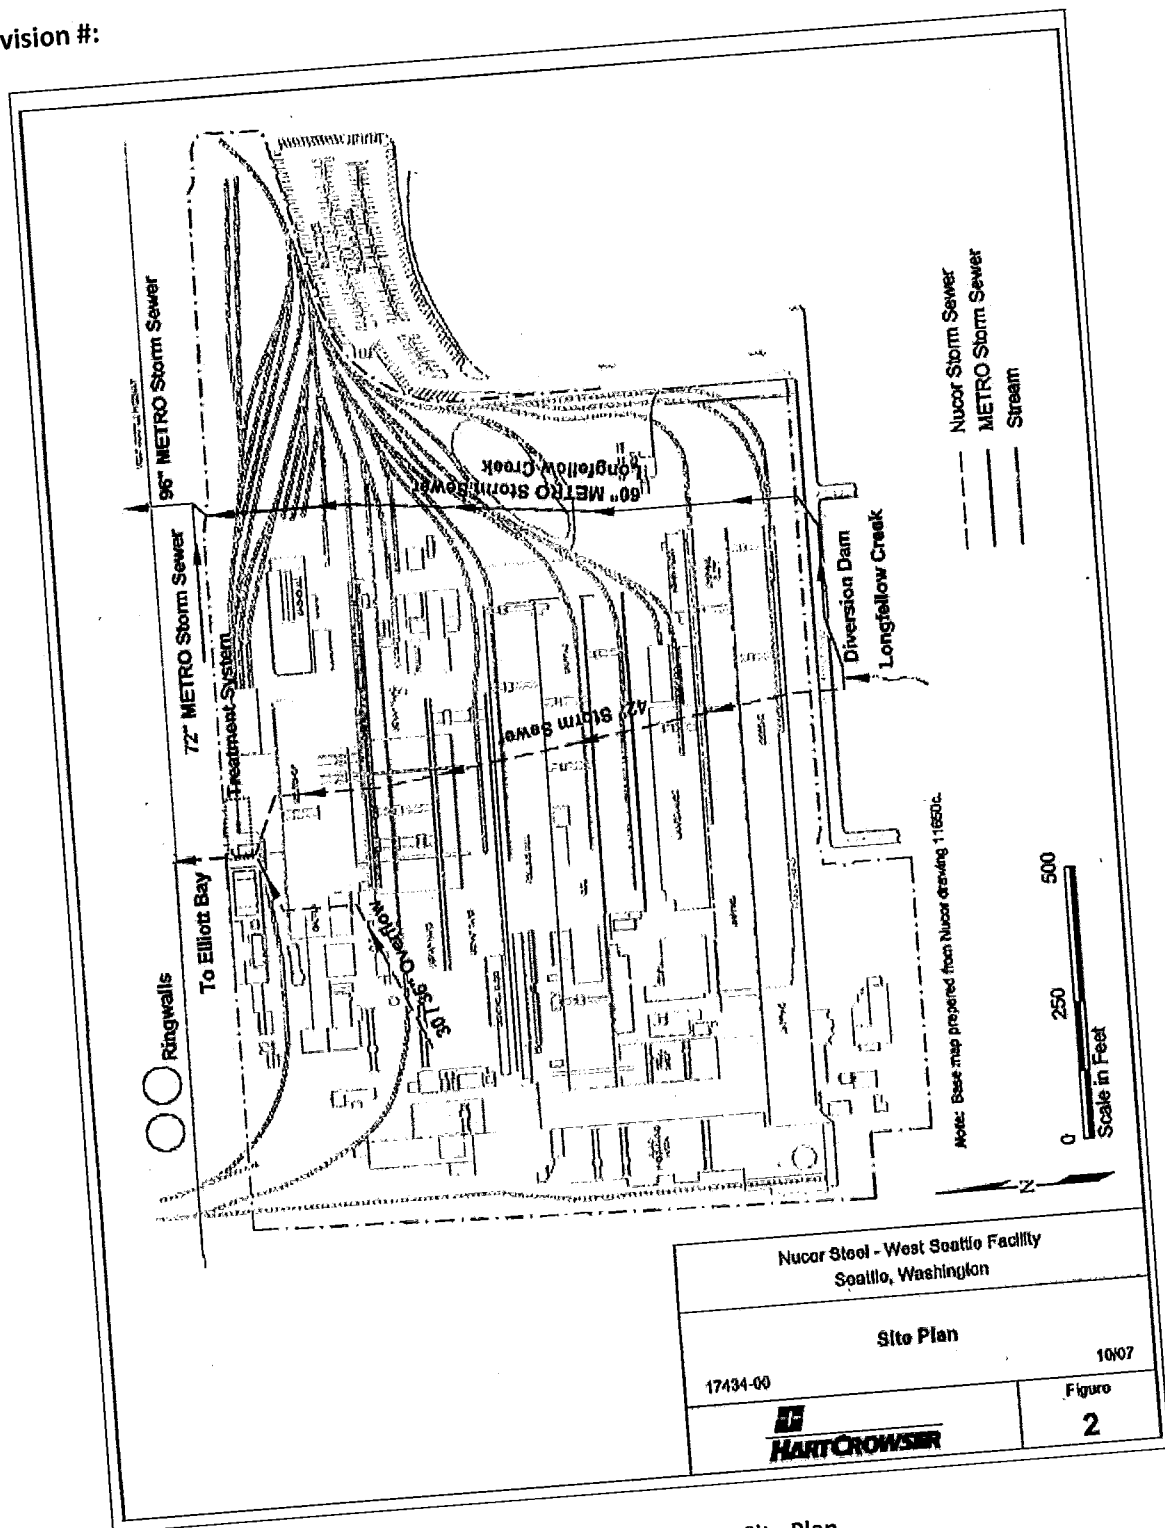 vision #:
96" METRO Storm Sewer
72" METRO Storm Sewer
Treatment System
To Elliott Bay
Ringwalls
60" METRO Storm Sewer
Longfellow Creek
42" Storm Sewer
30 / 36" Overflow
Diversion Dam
Longfellow Creek
Nucor Storm Sewer
METRO Storm Sewer
Stream
Note: Base map prepared from Nucor drawing 11650c.
0 250 500
Scale in Feet
N
Nucor Steel - West Seattle Facility
Seattle, Washington
Site Plan
17434-00
10/07
HARTCROWSER
Figure
2
Site Plan